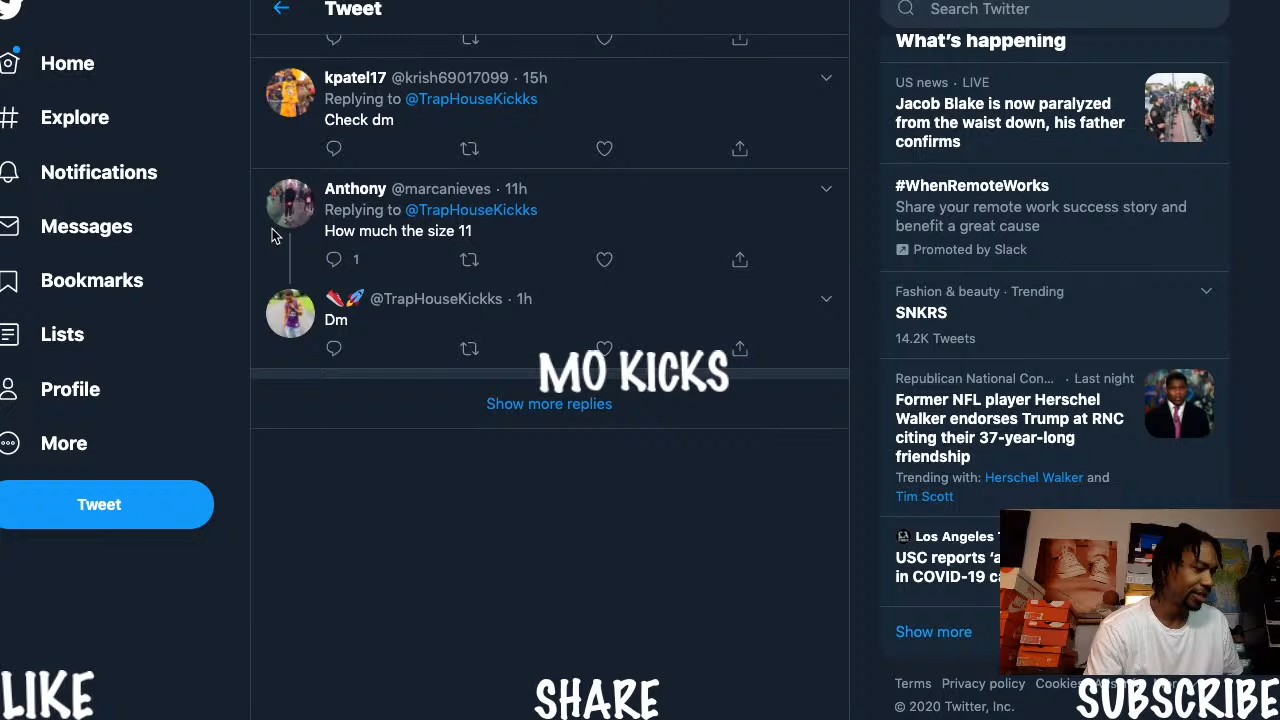 Tweet
Search Twitter
Home
Explore
Notifications
Messages
Bookmarks
Lists
Profile
More
Tweet
kpatel17 @krish69017099 · 15h
Replying to @TrapHouseKickks
Check dm
Anthony @marcanieves · 11h
Replying to @TrapHouseKickks
How much the size 11
1
@TrapHouseKickks · 1h
Dm
MO KICKS
Show more replies
What's happening
US news · LIVE
Jacob Blake is now paralyzed
from the waist down, his father
confirms
#WhenRemoteWorks
Share your remote work success story and
benefit a great cause
Promoted by Slack
Fashion & beauty · Trending
SNKRS
14.2K Tweets
Republican National Con... · Last night
Former NFL player Herschel
Walker endorses Trump at RNC
citing their 37-year-long
friendship
Trending with: Herschel Walker and
Tim Scott
Los Angeles
USC reports
in COVID-19
Show more
Terms Privacy policy Cookies
© 2020 Twitter, Inc.
LIKE
SHARE
SUBSCRIBE